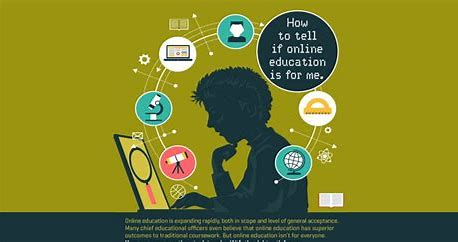 How
to tell
if online
education
is for me.
Online education is expanding rapidly, both in scope and level of general acceptance.
Many chief educational officers even believe that online education has superior
outcomes to traditional coursework. But online education isn't for everyone.